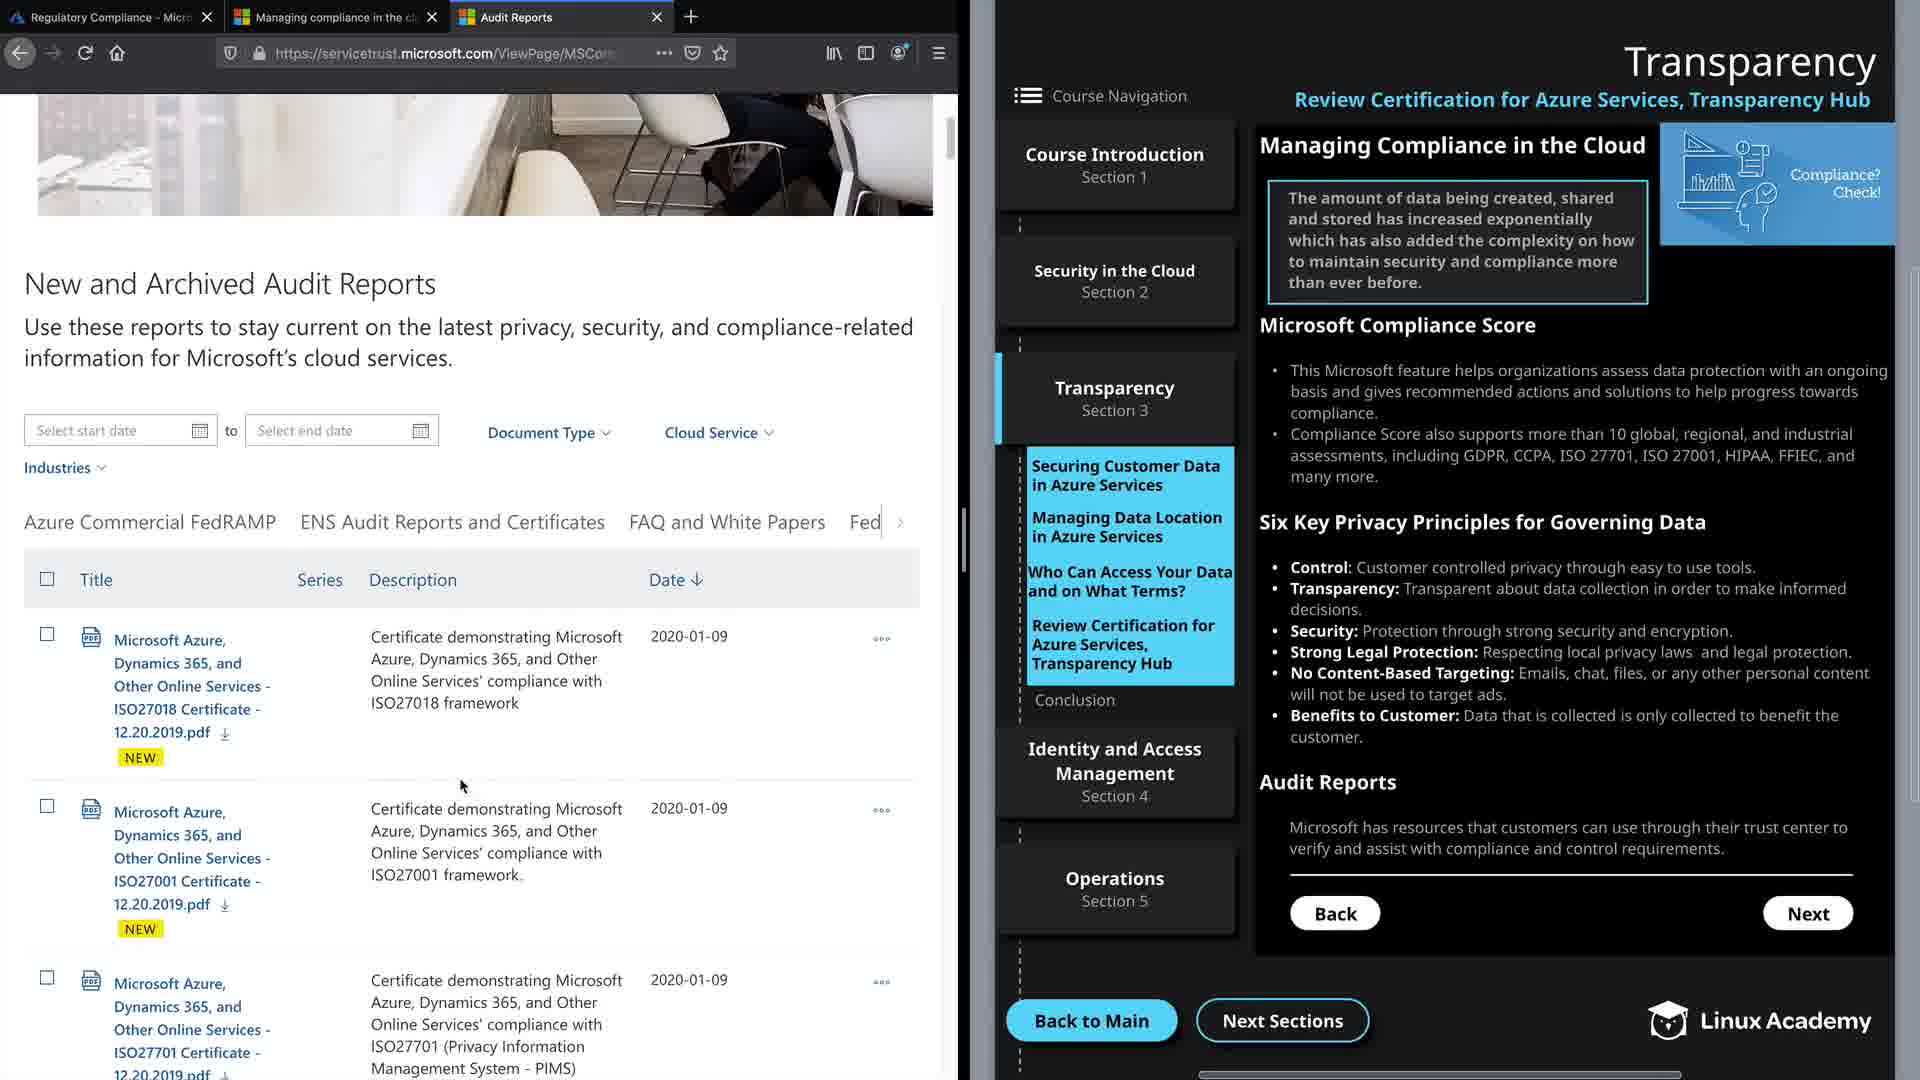 Regulatory Compliance - Micro
Managing compliance in the cl
Audit Reports
https://servicetrust.microsoft.com/ViewPage/MSCom
New and Archived Audit Reports
Use these reports to stay current on the latest privacy, security, and compliance-related
information for Microsoft's cloud services.
Select start date
to
Select end date
Document Type
Cloud Service
Industries
Azure Commercial FedRAMP
ENS Audit Reports and Certificates
FAQ and White Papers
Fed
Title
Series
Description
Date
Microsoft Azure,
Dynamics 365, and
Other Online Services -
ISO27018 Certificate -
12.20.2019.pdf
NEW
Certificate demonstrating Microsoft
Azure, Dynamics 365, and Other
Online Services' compliance with
ISO27018 framework
2020-01-09
Microsoft Azure,
Dynamics 365, and
Other Online Services -
ISO27001 Certificate -
12.20.2019.pdf
NEW
Certificate demonstrating Microsoft
Azure, Dynamics 365, and Other
Online Services' compliance with
ISO27001 framework.
2020-01-09
Microsoft Azure,
Dynamics 365, and
Other Online Services -
ISO27701 Certificate -
12.20.2019.pdf
Certificate demonstrating Microsoft
Azure, Dynamics 365, and Other
Online Services' compliance with
ISO27701 (Privacy Information
Management System - PIMS)
2020-01-09
Transparency
Review Certification for Azure Services, Transparency Hub
Course Navigation
Course Introduction
Section 1
Security in the Cloud
Section 2
Transparency
Section 3
Securing Customer Data
in Azure Services
Managing Data Location
in Azure Services
Who Can Access Your Data
and on What Terms?
Review Certification for
Azure Services,
Transparency Hub
Conclusion
Identity and Access
Management
Section 4
Operations
Section 5
Managing Compliance in the Cloud
Compliance?
Check!
The amount of data being created, shared
and stored has increased exponentially
which has also added the complexity on how
to maintain security and compliance more
than ever before.
Microsoft Compliance Score
• This Microsoft feature helps organizations assess data protection with an ongoing
basis and gives recommended actions and solutions to help progress towards
compliance.
• Compliance Score also supports more than 10 global, regional, and industrial
assessments, including GDPR, CCPA, ISO 27701, ISO 27001, HIPAA, FFIEC, and
many more.
Six Key Privacy Principles for Governing Data
• Control: Customer controlled privacy through easy to use tools.
• Transparency: Transparent about data collection in order to make informed
decisions.
• Security: Protection through strong security and encryption.
• Strong Legal Protection: Respecting local privacy laws and legal protection.
• No Content-Based Targeting: Emails, chat, files, or any other personal content
will not be used to target ads.
• Benefits to Customer: Data that is collected is only collected to benefit the
customer.
Audit Reports
Microsoft has resources that customers can use through their trust center to
verify and assist with compliance and control requirements.
Back
Next
Back to Main
Next Sections
Linux Academy